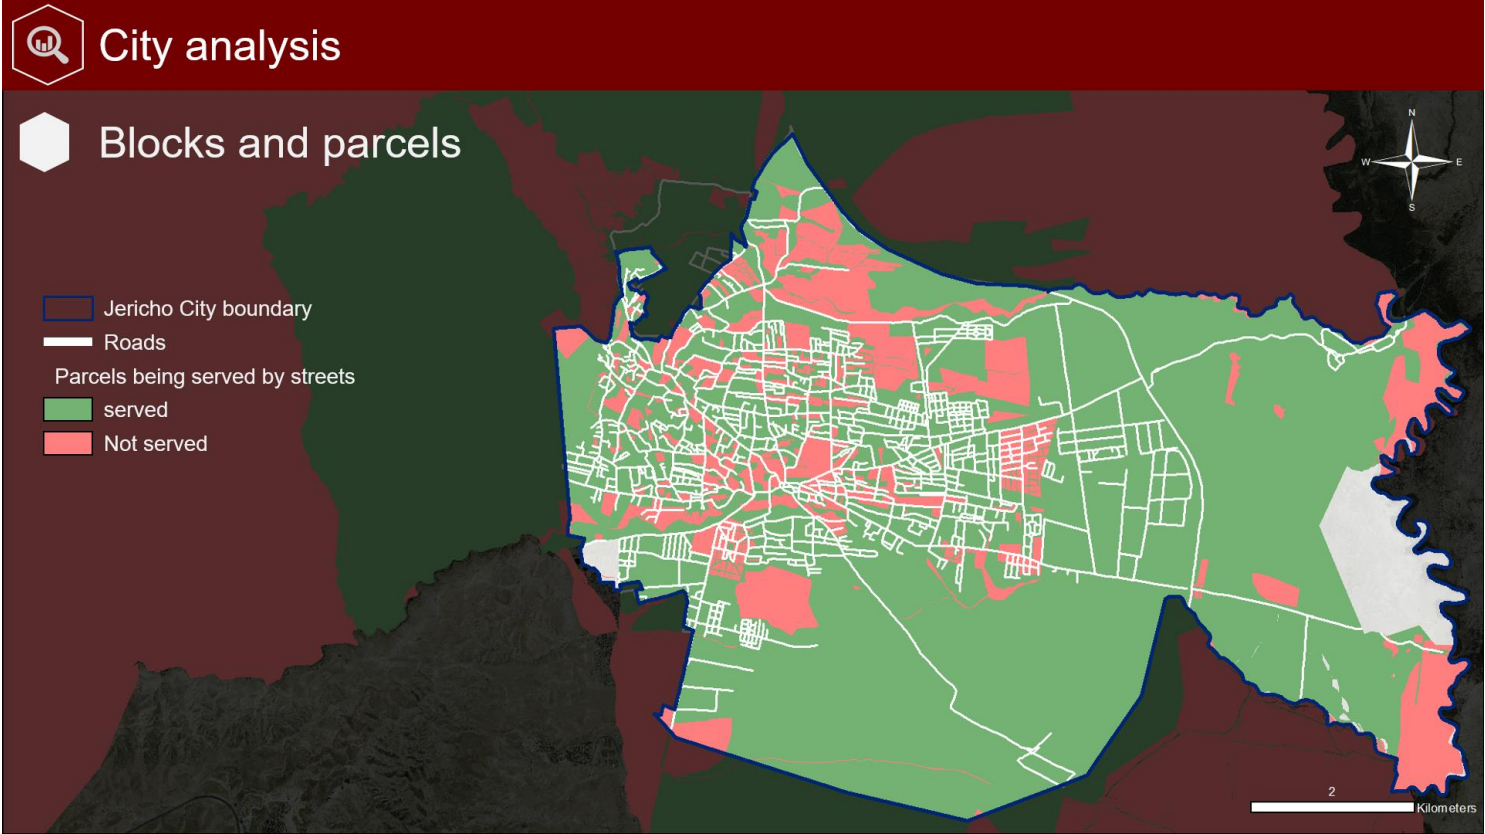 City analysis
Blocks and parcels
N
W
E
S
Jericho City boundary
Roads
Parcels being served by streets
served
Not served
2
Kilometers